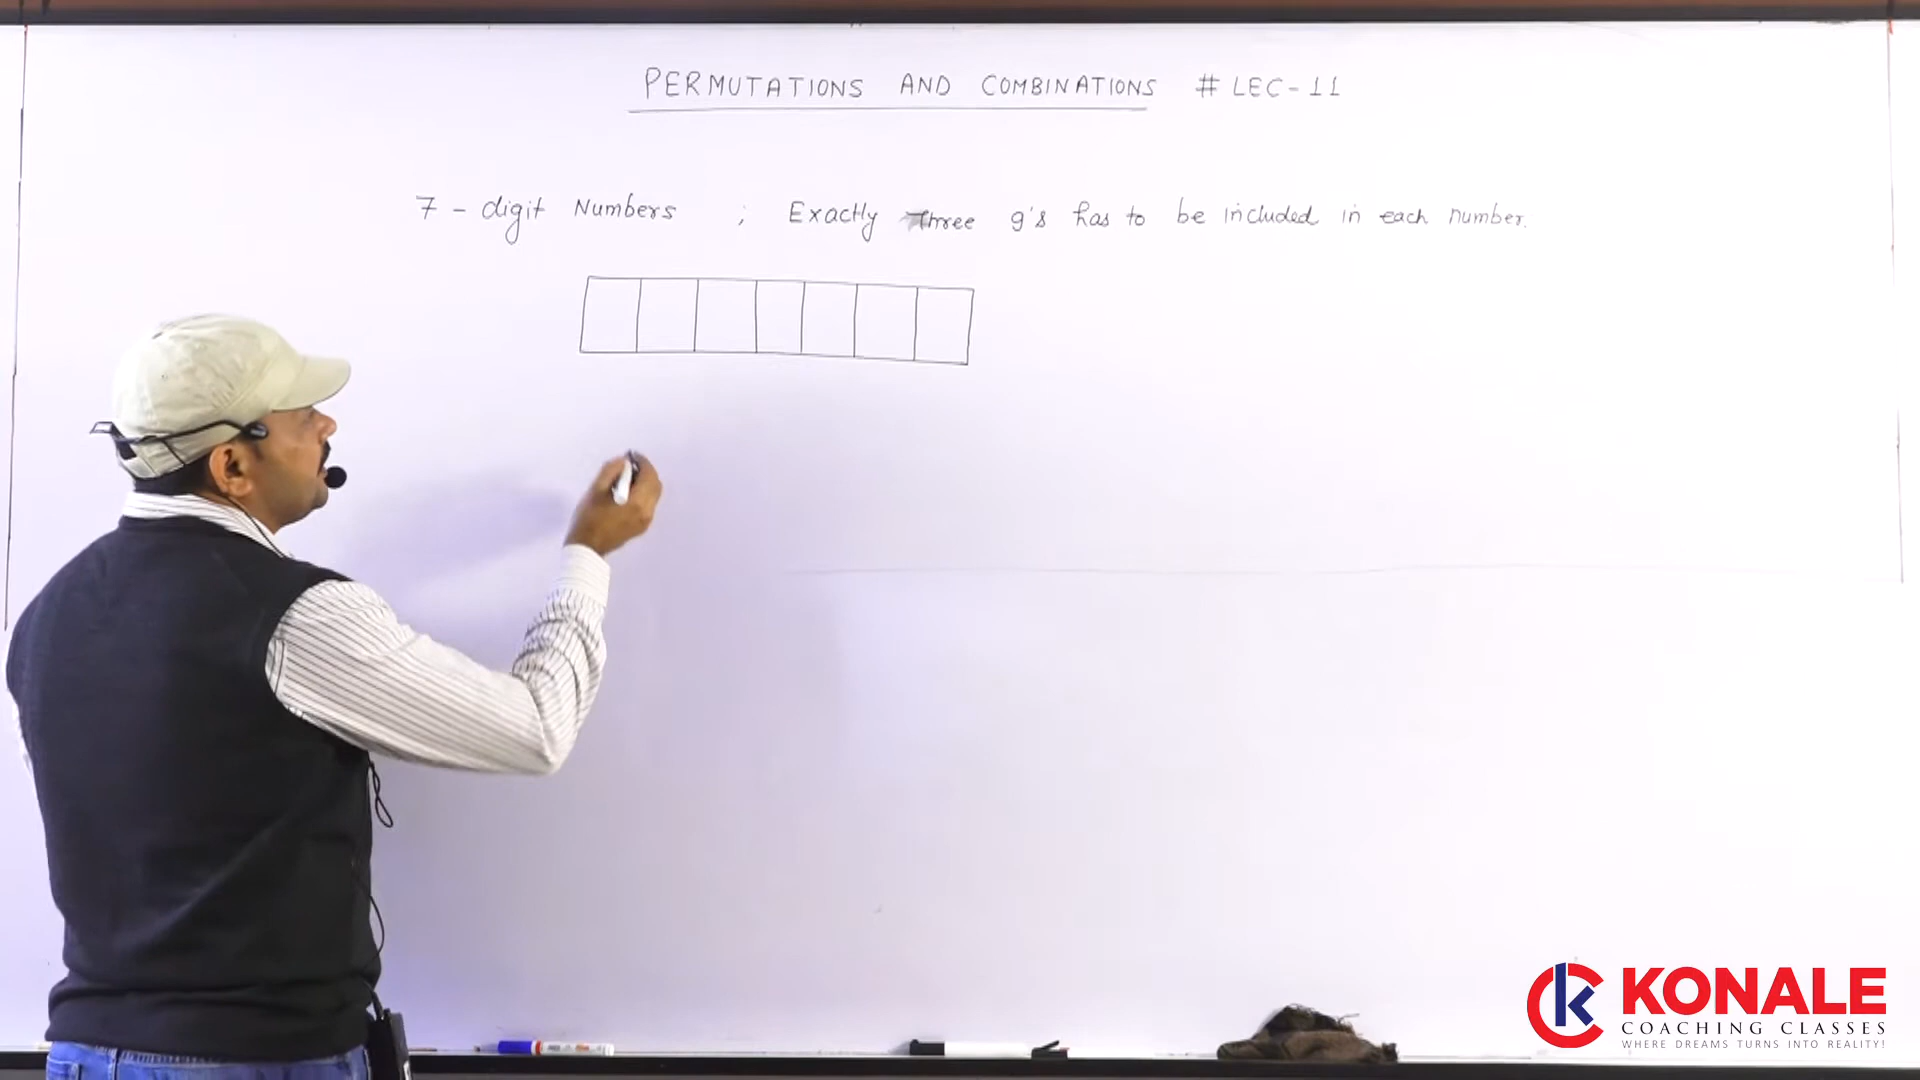 PERMUTATIONS AND COMBINATIONS # LEC-11
7 - digit Numbers ; Exactly Three 9's has to be included in each number.
KONALE
COACHING CLASSES
WHERE DREAMS TURNS INTO REALITY!